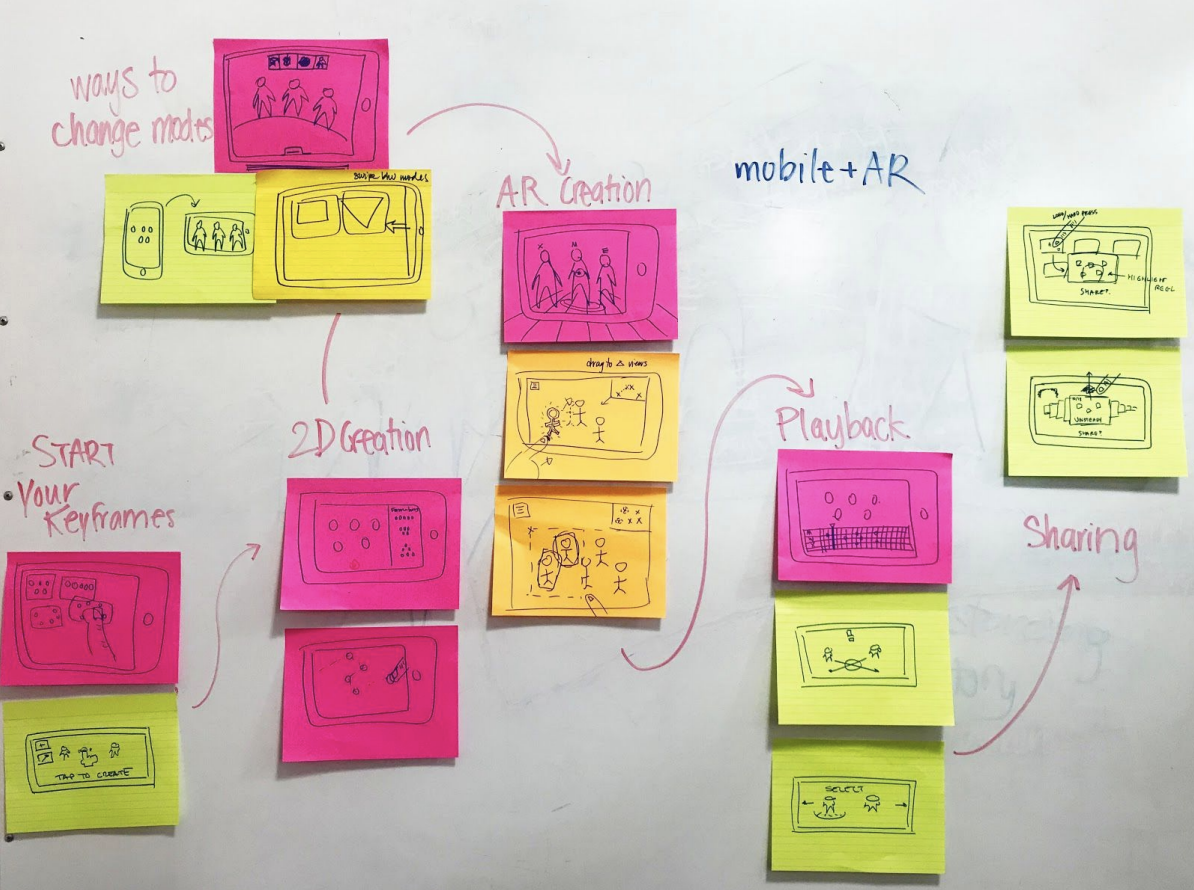 ways to
change modes
swipe btw modes
AR Creation
mobile + AR
K M E
drag to Δ views
LONG/HARD PRESS
HIGHLIGHT
REEL
SHARE?
SHARE?
START
Your
Keyframes
TAP TO CREATE
2D Creation
Playback
SELECT
Sharing